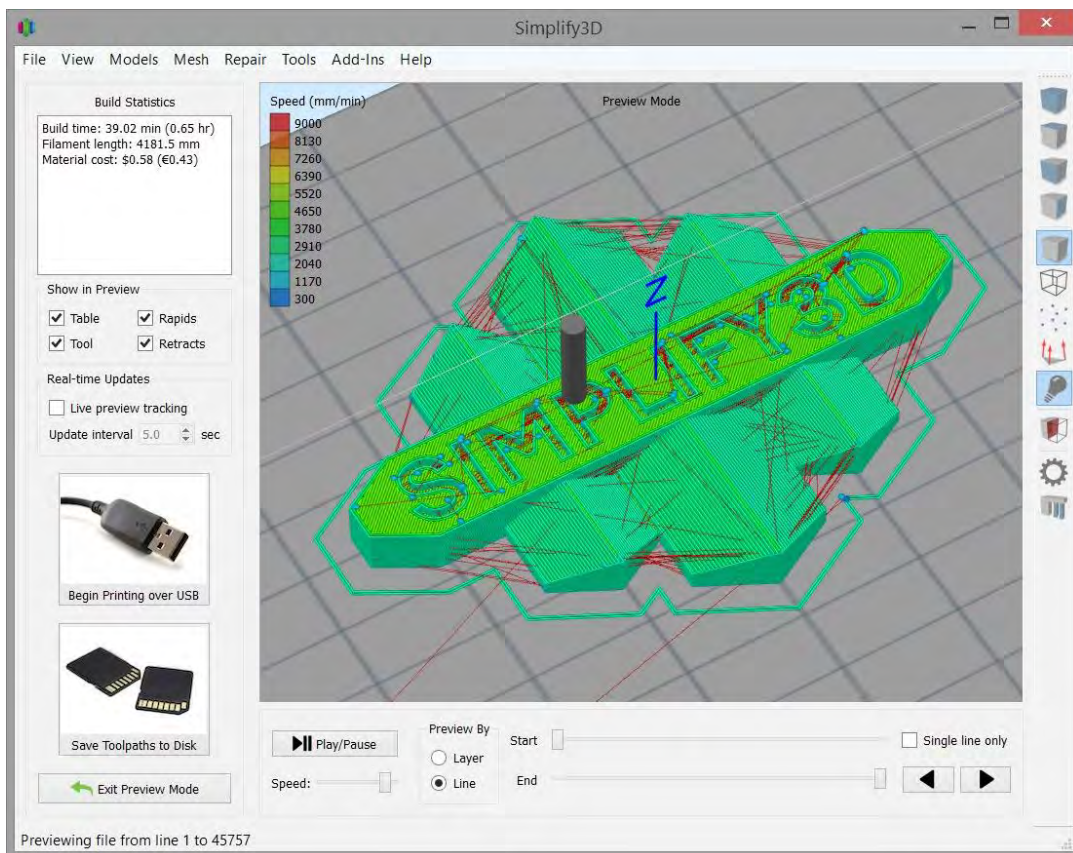 Simplify3D
File View Models Mesh Repair Tools Add-Ins Help
Build Statistics
Build time: 39.02 min (0.65 hr)
Filament length: 4181.5 mm
Material cost: $0.58 (€0.43)
Show in Preview
Table Rapids
Tool Retracts
Real-time Updates
Live preview tracking
Update interval 5.0 sec
Begin Printing over USB
Save Toolpaths to Disk
Exit Preview Mode
Speed (mm/min)
9000
8130
7260
6390
5520
4650
3780
2910
2040
1170
300
Preview Mode
Z
SIMPLIFY3D
Play/Pause
Speed:
Preview By
Layer
Line
Start
End
Single line only
Previewing file from line 1 to 45757